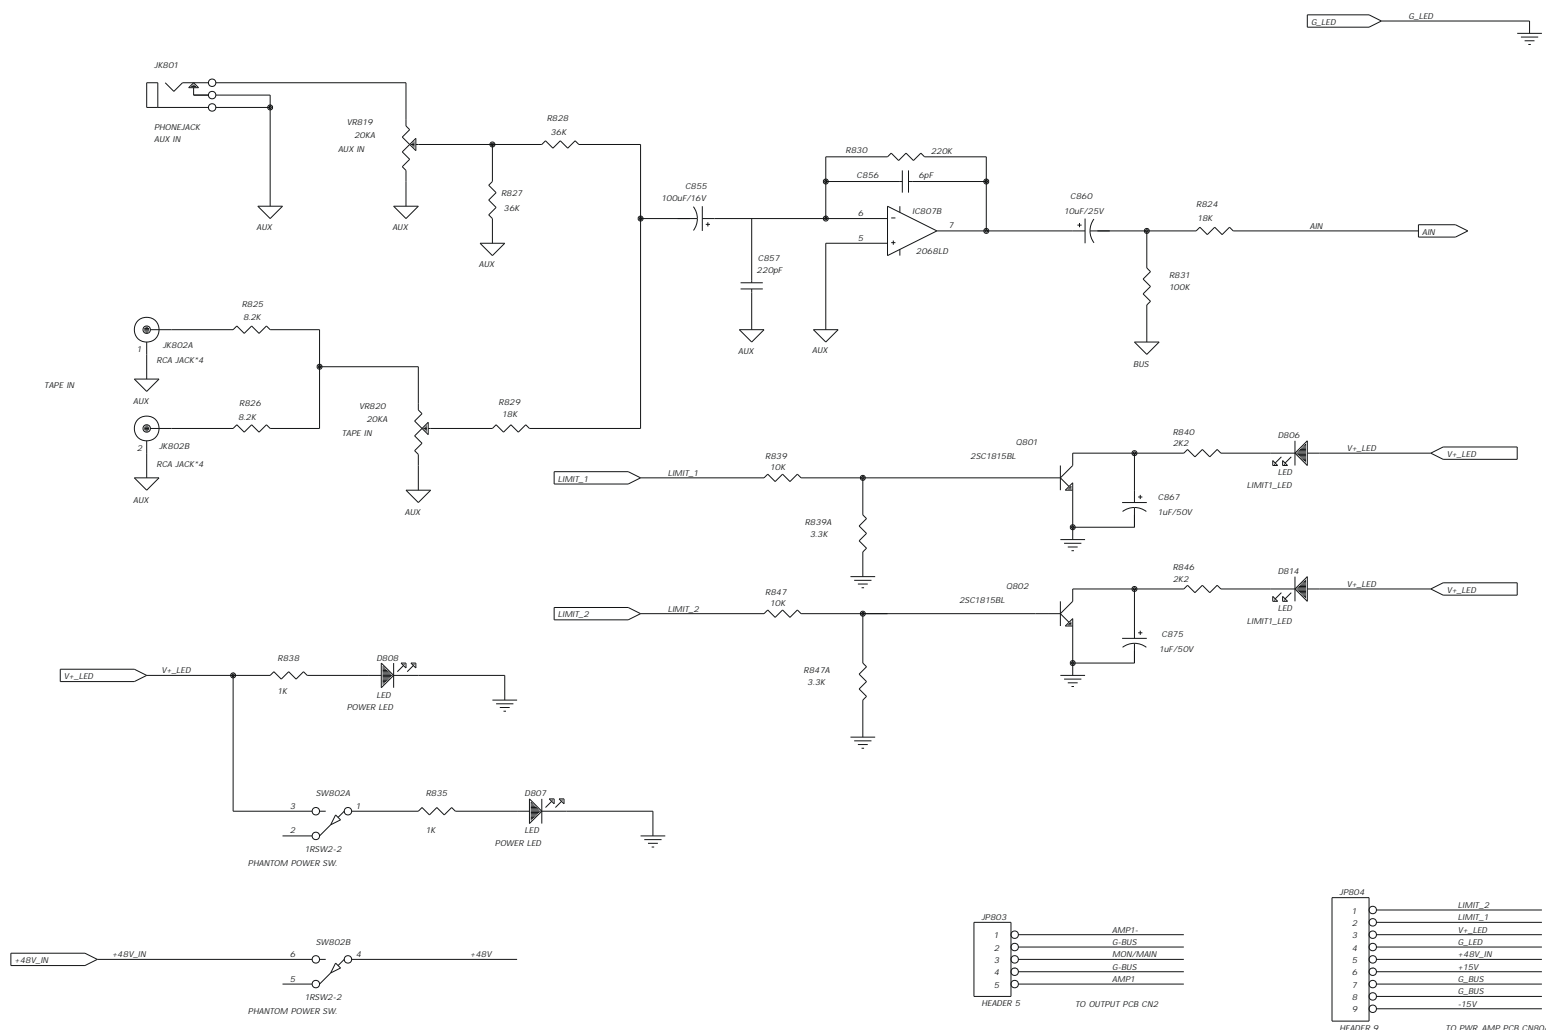 G_LED
G_LED
JK801
PHONEJACK
AUX IN
AUX
VR819
20KA
AUX IN
AUX
R828
36K
R827
36K
AUX
C855
100uF/16V
+
C857
220pF
AUX
R830
220K
C856
6pF
IC807B
6
5
7
-
+
2068LD
AUX
C860
10uF/25V
+
R824
18K
AIN
AIN
R831
100K
BUS
R825
8.2K
JK802A
1
RCA JACK*4
AUX
TAPE IN
R826
8.2K
JK802B
2
RCA JACK*4
AUX
VR820
20KA
TAPE IN
AUX
R829
18K
LIMIT_1
LIMIT_1
R839
10K
R839A
3.3K
Q801
2SC1815BL
R840
2K2
D806
LED
LIMIT1_LED
V+_LED
V+_LED
+
C867
1uF/50V
LIMIT_2
LIMIT_2
R847
10K
R847A
3.3K
Q802
2SC1815BL
R846
2K2
D814
LED
LIMIT1_LED
V+_LED
V+_LED
+
C875
1uF/50V
V+_LED
V+_LED
R838
1K
D808
LED
POWER LED
SW802A
3
1
2
1RSW2-2
PHANTOM POWER SW.
R835
1K
D807
LED
POWER LED
+48V_IN
+48V_IN
SW802B
6
4
5
+48V
1RSW2-2
PHANTOM POWER SW.
JP803
1 AMP1-
2 G-BUS
3 MON/MAIN
4 G-BUS
5 AMP1
HEADER 5
TO OUTPUT PCB CN2
JP804
1 LIMIT_2
2 LIMIT_1
3 V+_LED
4 G_LED
5 +48V_IN
6 +15V
7 G_BUS
8 G_BUS
9 -15V
HEADER 9
TO PWR AMP PCB